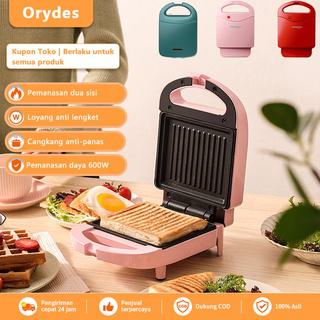 Orydes
Kupon Toko | Berlaku untuk
semua produk
Pemanasan dua sisi
Loyang anti lengket
Cangkang anti-panas
Pemanasan daya 600W
Pengiriman
cepat 24 jam
Penjual
terpercaya
COD
Dukung COD
100% Asli